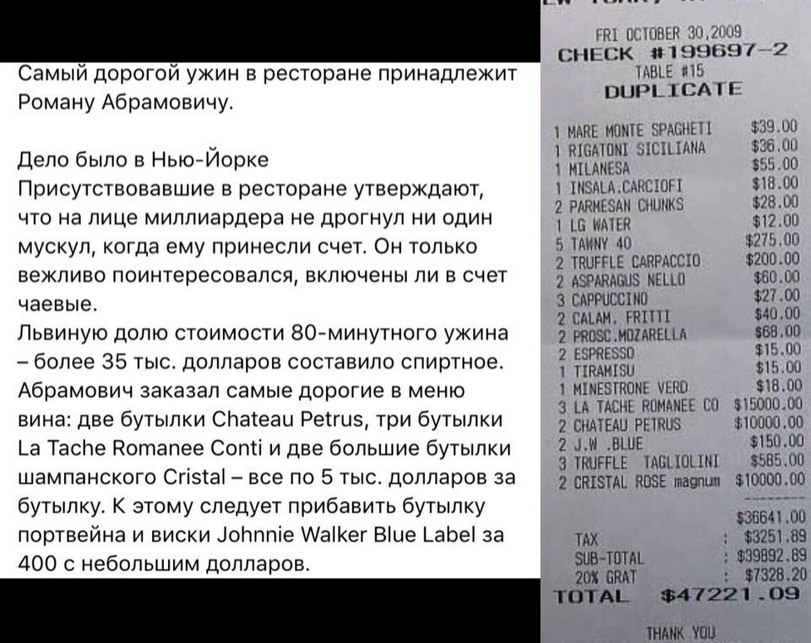 Самый дорогой ужин в ресторане принадлежит
Роману Абрамовичу.
Дело было в Нью-Йорке
Присутствовавшие в ресторане утверждают,
что на лице миллиардера не дрогнул ни один
мускул, когда ему принесли счет. Он только
вежливо поинтересовался, включены ли в счет
чаевые.
Львиную долю стоимости 80-минутного ужина
– более 35 тыс. долларов составило спиртное.
Абрамович заказал самые дорогие в меню
вина: две бутылки Chateau Petrus, три бутылки
La Tache Romanee Conti и две большие бутылки
шампанского Cristal – все по 5 тыс. долларов за
бутылку. К этому следует прибавить бутылку
портвейна и виски Johnnie Walker Blue Label за
400 с небольшим долларов.
FRI OCTOBER 30,2009
CHECK #199697-2
TABLE #15
DUPLICATE
1 MARE MONTE SPAGHETI $39.00
1 RIGATONI SICILIANA $36.00
1 MILANESA $55.00
1 INSALA.CARCIOFI $18.00
2 PARMESAN CHUNKS $28.00
1 LG WATER $12.00
5 TAWNY 40 $275.00
2 TRUFFLE CARPACCIO $200.00
2 ASPARAGUS NELLO $60.00
3 CAPPUCCINO $27.00
2 CALAM. FRITTI $40.00
2 PROSC.MOZARELLA $68.00
2 ESPRESSO $15.00
1 TIRAMISU $15.00
1 MINESTRONE VERD $18.00
3 LA TACHE ROMANEE CO $15000.00
2 CHATEAU PETRUS $10000.00
2 J.W .BLUE $150.00
3 TRUFFLE TAGLIOLINI $585.00
2 CRISTAL ROSE magnum $10000.00
$36641.00
TAX : $3251.89
SUB-TOTAL : $39892.89
20% GRAT : $7328.20
TOTAL $47221.09
THANK YOU